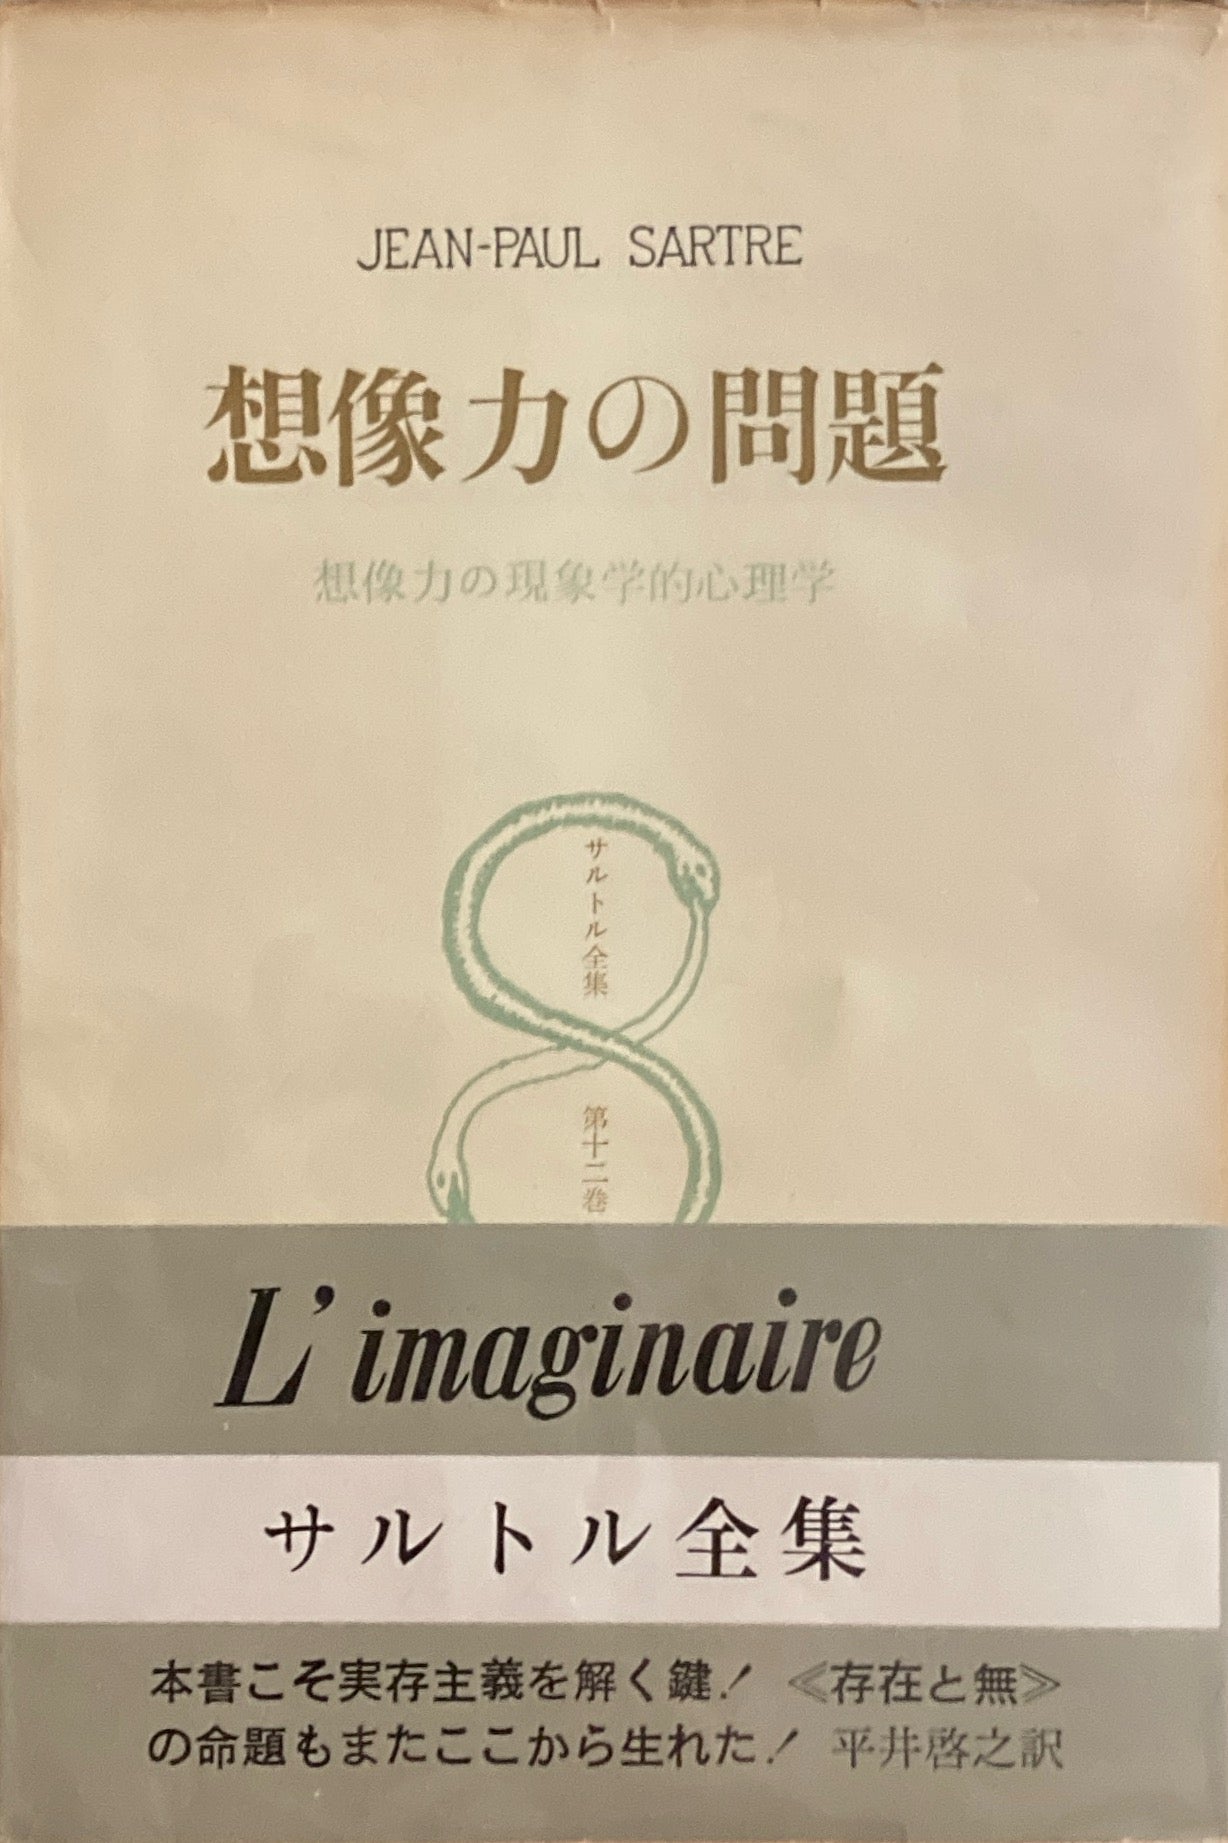 JEAN-PAUL SARTRE
想像力の問題
想像力の現象学的心理学
サルトル全集
第十二巻
L'imaginaire
サルトル全集
本書こそ実存主義を解く鍵！ ≪存在と無≫
の命題もまたここから生れた！ 平井啓之訳